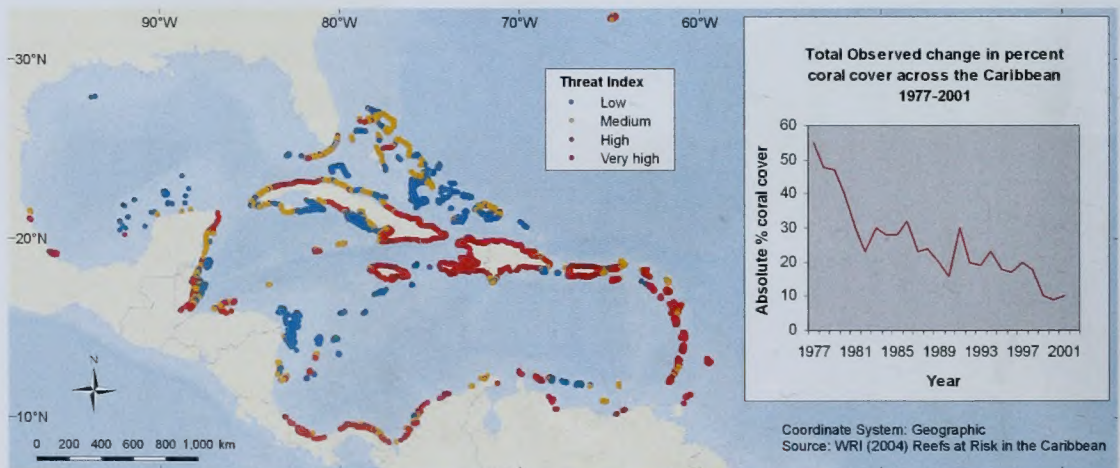 90°W
80°W
70°W
60°W
30°N
20°N
10°N
Threat Index
Low
Medium
High
Very high
N
0 200 400 600 800 1,000 km
Total Observed change in percent
coral cover across the Caribbean
1977-2001
Absolute % coral cover
60
50
40
30
20
10
0
1977 1981 1985 1989 1993 1997 2001
Year
Coordinate System: Geographic
Source: WRI (2004) Reefs at Risk in the Caribbean